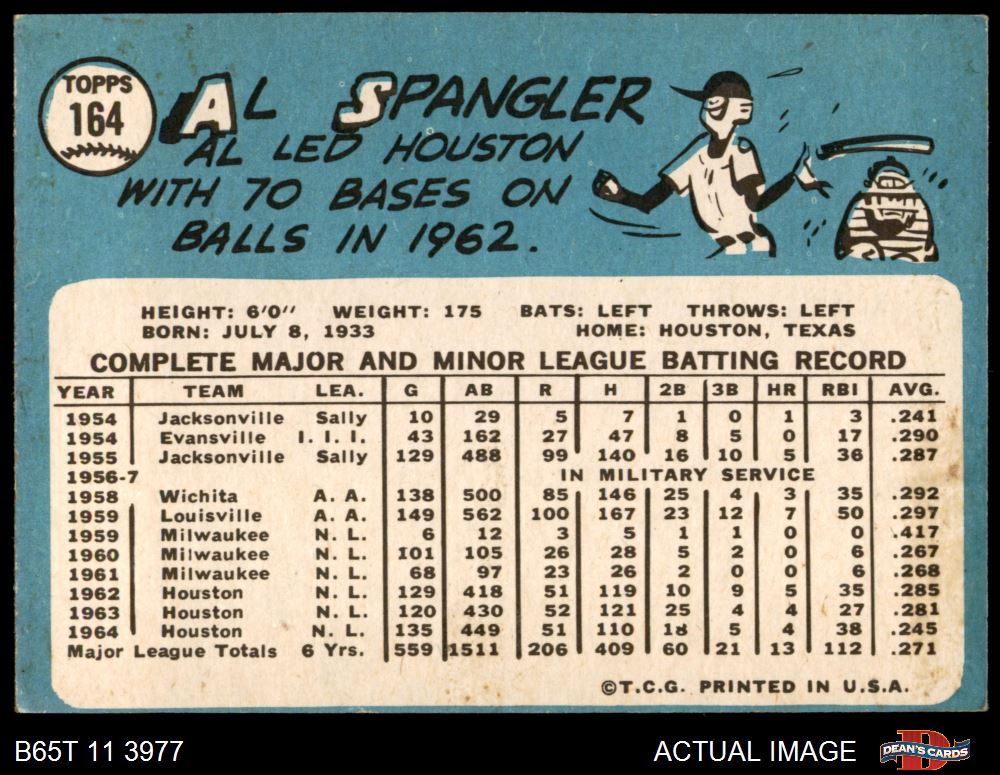 TOPPS
164
AL SPANGLER
AL LED HOUSTON
WITH 70 BASES ON
BALLS IN 1962.
HEIGHT: 6'0" WEIGHT: 175 BATS: LEFT THROWS: LEFT
BORN: JULY 8, 1933 HOME: HOUSTON, TEXAS
COMPLETE MAJOR AND MINOR LEAGUE BATTING RECORD
YEAR TEAM LEA. G AB R H 2B 3B HR RBI AVG.
1954 Jacksonville Sally 10 29 5 7 1 0 1 3 .241
1954 Evansville I. I. I. 43 162 27 47 8 5 0 17 .290
1955 Jacksonville Sally 129 488 99 140 16 10 5 36 .287
1956-7 IN MILITARY SERVICE
1958 Wichita A. A. 138 500 85 146 25 4 3 35 .292
1959 Louisville A. A. 149 562 100 167 23 12 7 50 .297
1959 Milwaukee N. L. 6 12 3 5 1 1 0 0 .417
1960 Milwaukee N. L. 101 105 26 28 5 2 0 6 .267
1961 Milwaukee N. L. 68 97 23 26 2 0 0 6 .268
1962 Houston N. L. 129 418 51 119 10 9 5 35 .285
1963 Houston N. L. 120 430 52 121 25 4 4 27 .281
1964 Houston N. L. 135 449 51 110 18 5 4 38 .245
Major League Totals 6 Yrs. 559 1511 206 409 60 21 13 112 .271
©T.C.G. PRINTED IN U.S.A.
B65T 11 3977 ACTUAL IMAGE DEAN'S CARDS